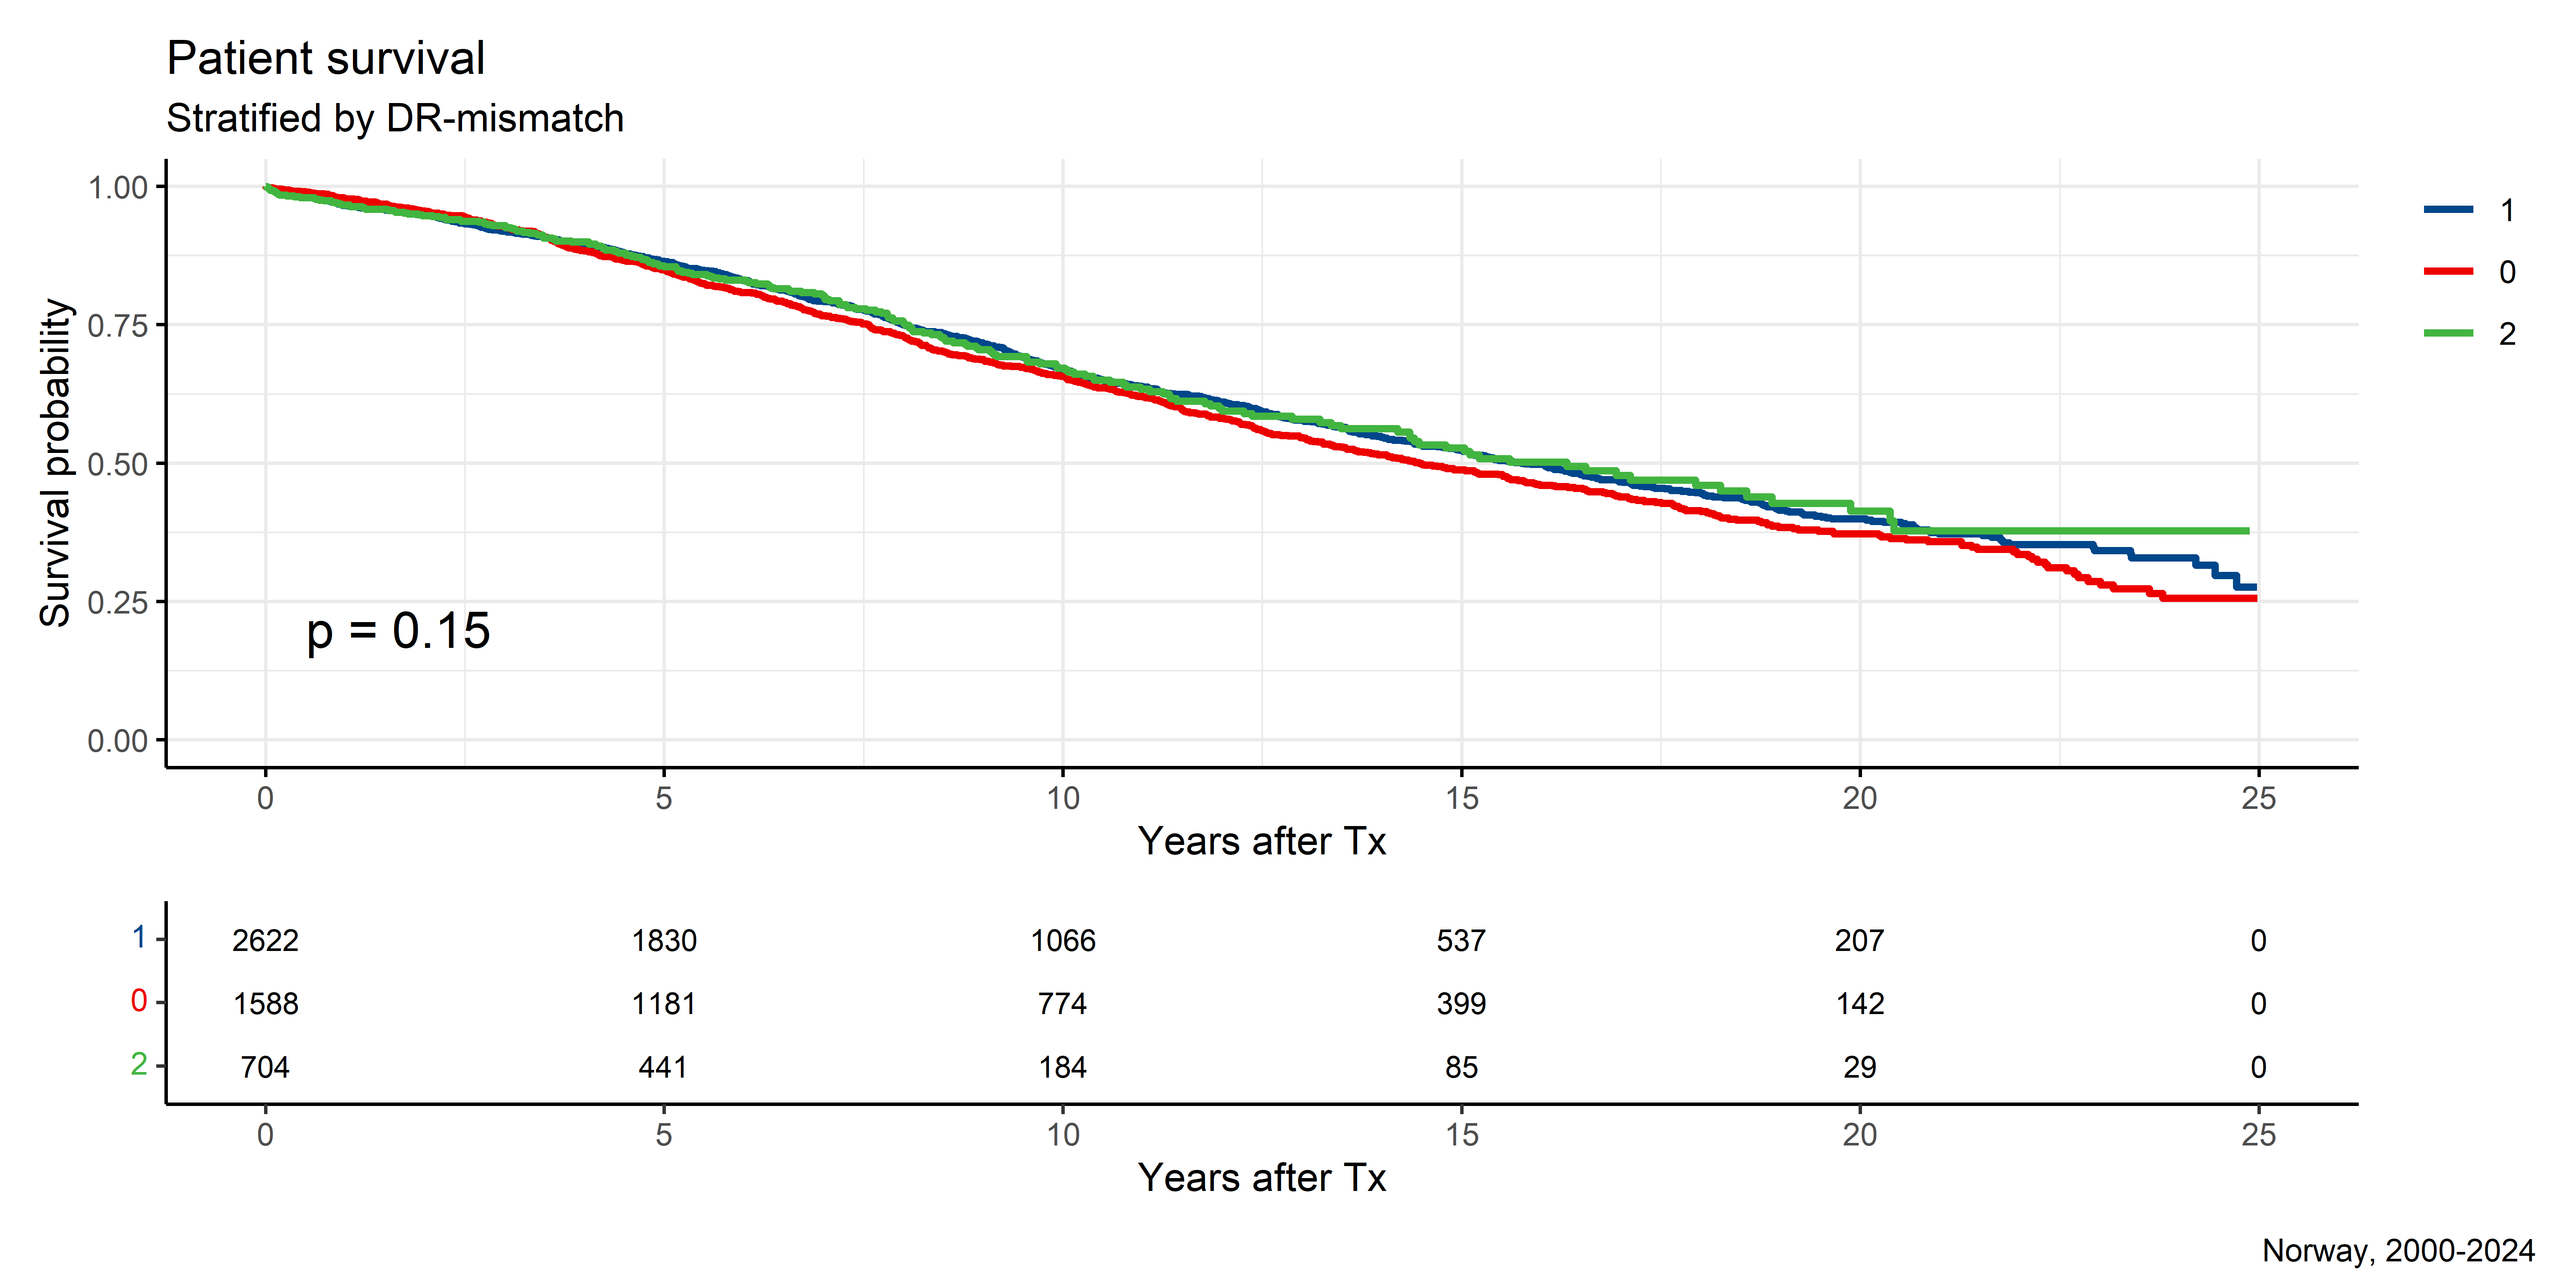 Patient survival
Stratified by DR-mismatch
1.00
0.75
0.50
0.25
0.00
Survival probability
p = 0.15
1
0
2
0 5 10 15 20 25
Years after Tx
1 2622 1830 1066 537 207 0
0 1588 1181 774 399 142 0
2 704 441 184 85 29 0
0 5 10 15 20 25
Years after Tx
Norway, 2000-2024